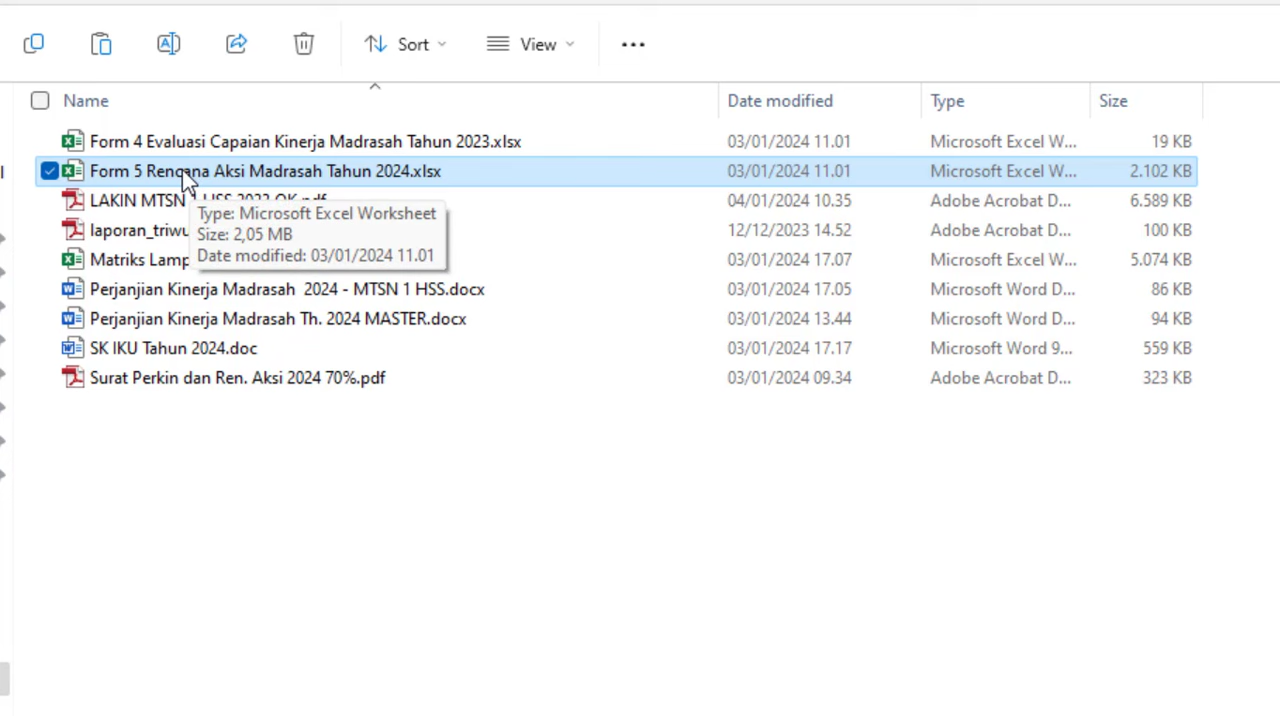 Sort
View
Name
Date modified
Type
Size
Form 4 Evaluasi Capaian Kinerja Madrasah Tahun 2023.xlsx 03/01/2024 11.01 Microsoft Excel W... 19 KB
Form 5 Rencana Aksi Madrasah Tahun 2024.xlsx 03/01/2024 11.01 Microsoft Excel W... 2.102 KB
LAKIN MTSN 1 HSS 2023 OK.pdf 04/01/2024 10.35 Adobe Acrobat D... 6.589 KB
Type: Microsoft Excel Worksheet
Size: 2,05 MB
Date modified: 03/01/2024 11.01
laporan_triwu 12/12/2023 14.52 Adobe Acrobat D... 100 KB
Matriks Lamp 03/01/2024 17.07 Microsoft Excel W... 5.074 KB
Perjanjian Kinerja Madrasah  2024 - MTSN 1 HSS.docx 03/01/2024 17.05 Microsoft Word D... 86 KB
Perjanjian Kinerja Madrasah Th. 2024 MASTER.docx 03/01/2024 13.44 Microsoft Word D... 94 KB
SK IKU Tahun 2024.doc 03/01/2024 17.17 Microsoft Word 9... 559 KB
Surat Perkin dan Ren. Aksi 2024 70%.pdf 03/01/2024 09.34 Adobe Acrobat D... 323 KB